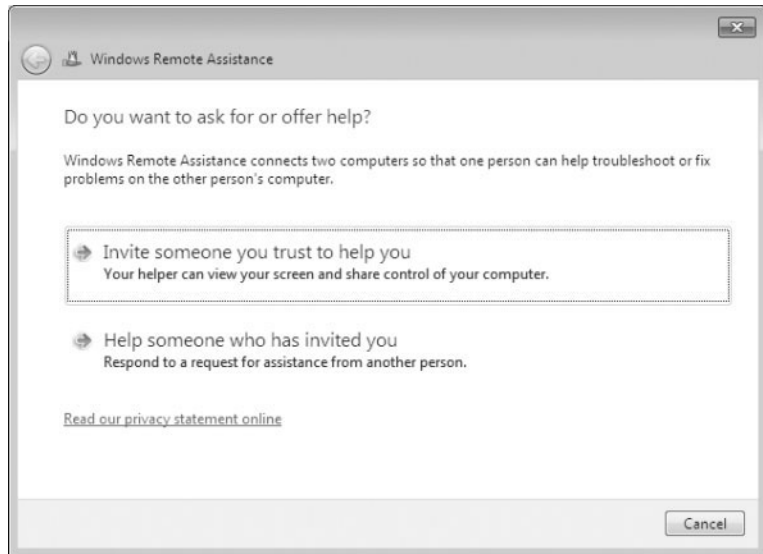 Windows Remote Assistance
Do you want to ask for or offer help?
Windows Remote Assistance connects two computers so that one person can help troubleshoot or fix
problems on the other person's computer.
Invite someone you trust to help you
Your helper can view your screen and share control of your computer.
Help someone who has invited you
Respond to a request for assistance from another person.
Read our privacy statement online
Cancel